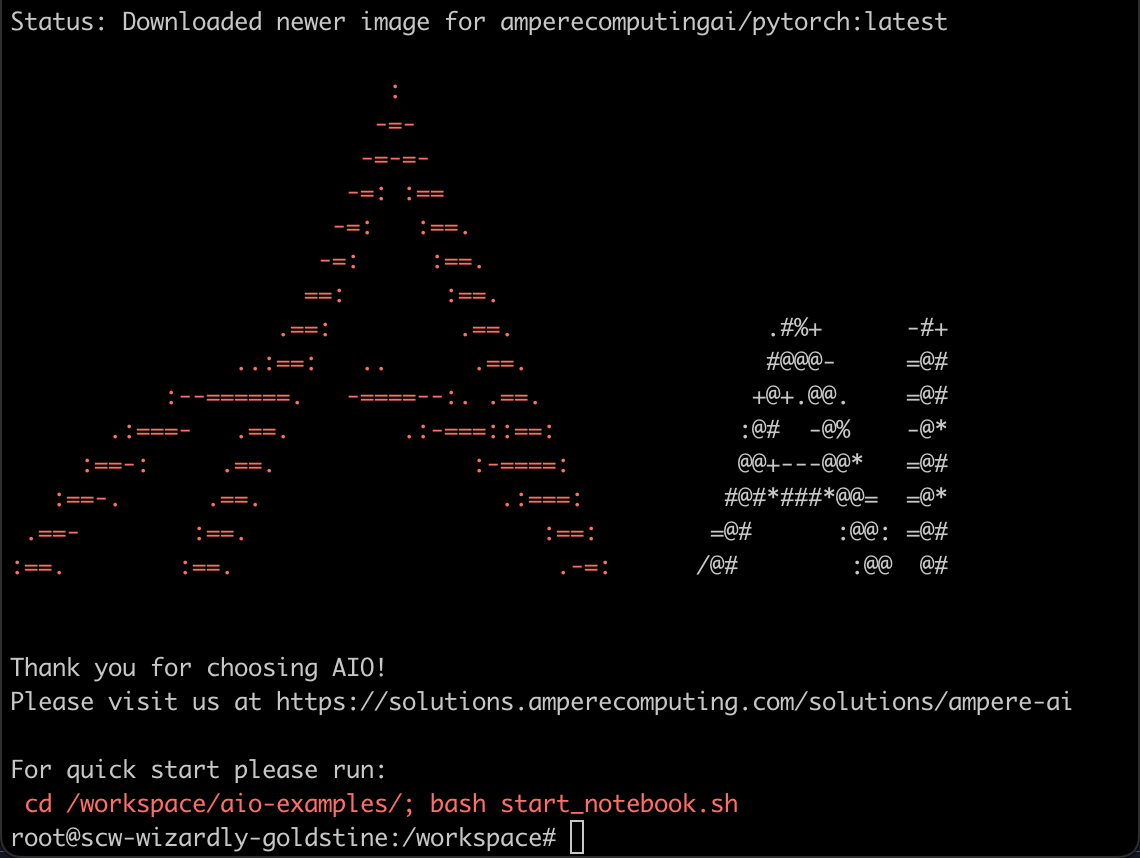 Status: Downloaded newer image for amperecomputingai/pytorch:latest
                           :
                          -=-
                         -=-=-
                        -=: :==
                       -=:   :==.
                      -=:     :==.
                     ==:       :==.
                   .==:         .==.                  .#%+      -#+
                ..:==:   ..      .==.                 #@@@-     =@#
           :--======.   -====--:. .==.               +@+.@@.    =@#
       .:===-   .==.        .:-===::==:             :@#  -@%    -@*
     :==-:     .==.              :-====:            @@+---@@*   =@#
   :==-.      .==.                 .:===:          #@#*###*@@=  =@*
 .==-        :==.                     :==:        =@#      :@@: =@#
:==.        :==.                       .-=:      /@#        :@@  @#
Thank you for choosing AIO!
Please visit us at https://solutions.amperecomputing.com/solutions/ampere-ai
For quick start please run:
 cd /workspace/aio-examples/; bash start_notebook.sh
root@scw-wizardly-goldstine:/workspace#